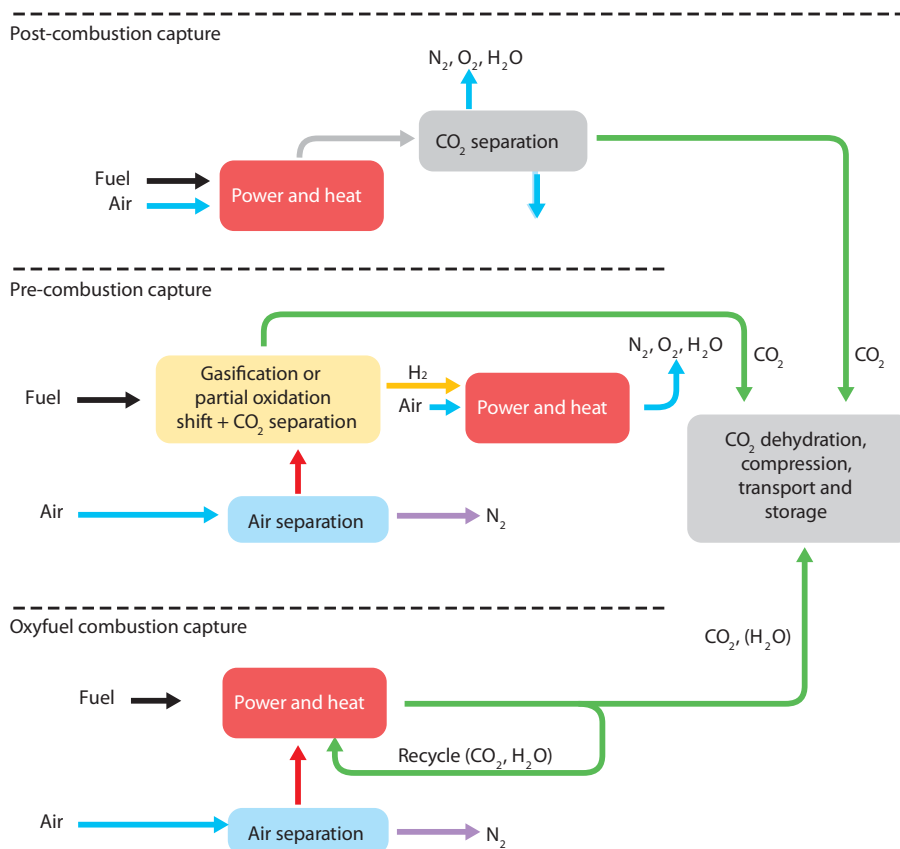 Post-combustion capture
N₂, O₂, H₂O
CO₂ separation
Fuel
Air
Power and heat
Pre-combustion capture
N₂, O₂, H₂O
CO₂
CO₂
Gasification or
partial oxidation
shift + CO₂ separation
Fuel
H₂
Air
Power and heat
CO₂ dehydration,
compression,
transport and
storage
Air
Air separation
N₂
Oxyfuel combustion capture
CO₂, (H₂O)
Fuel
Power and heat
Recycle (CO₂, H₂O)
Air
Air separation
N₂